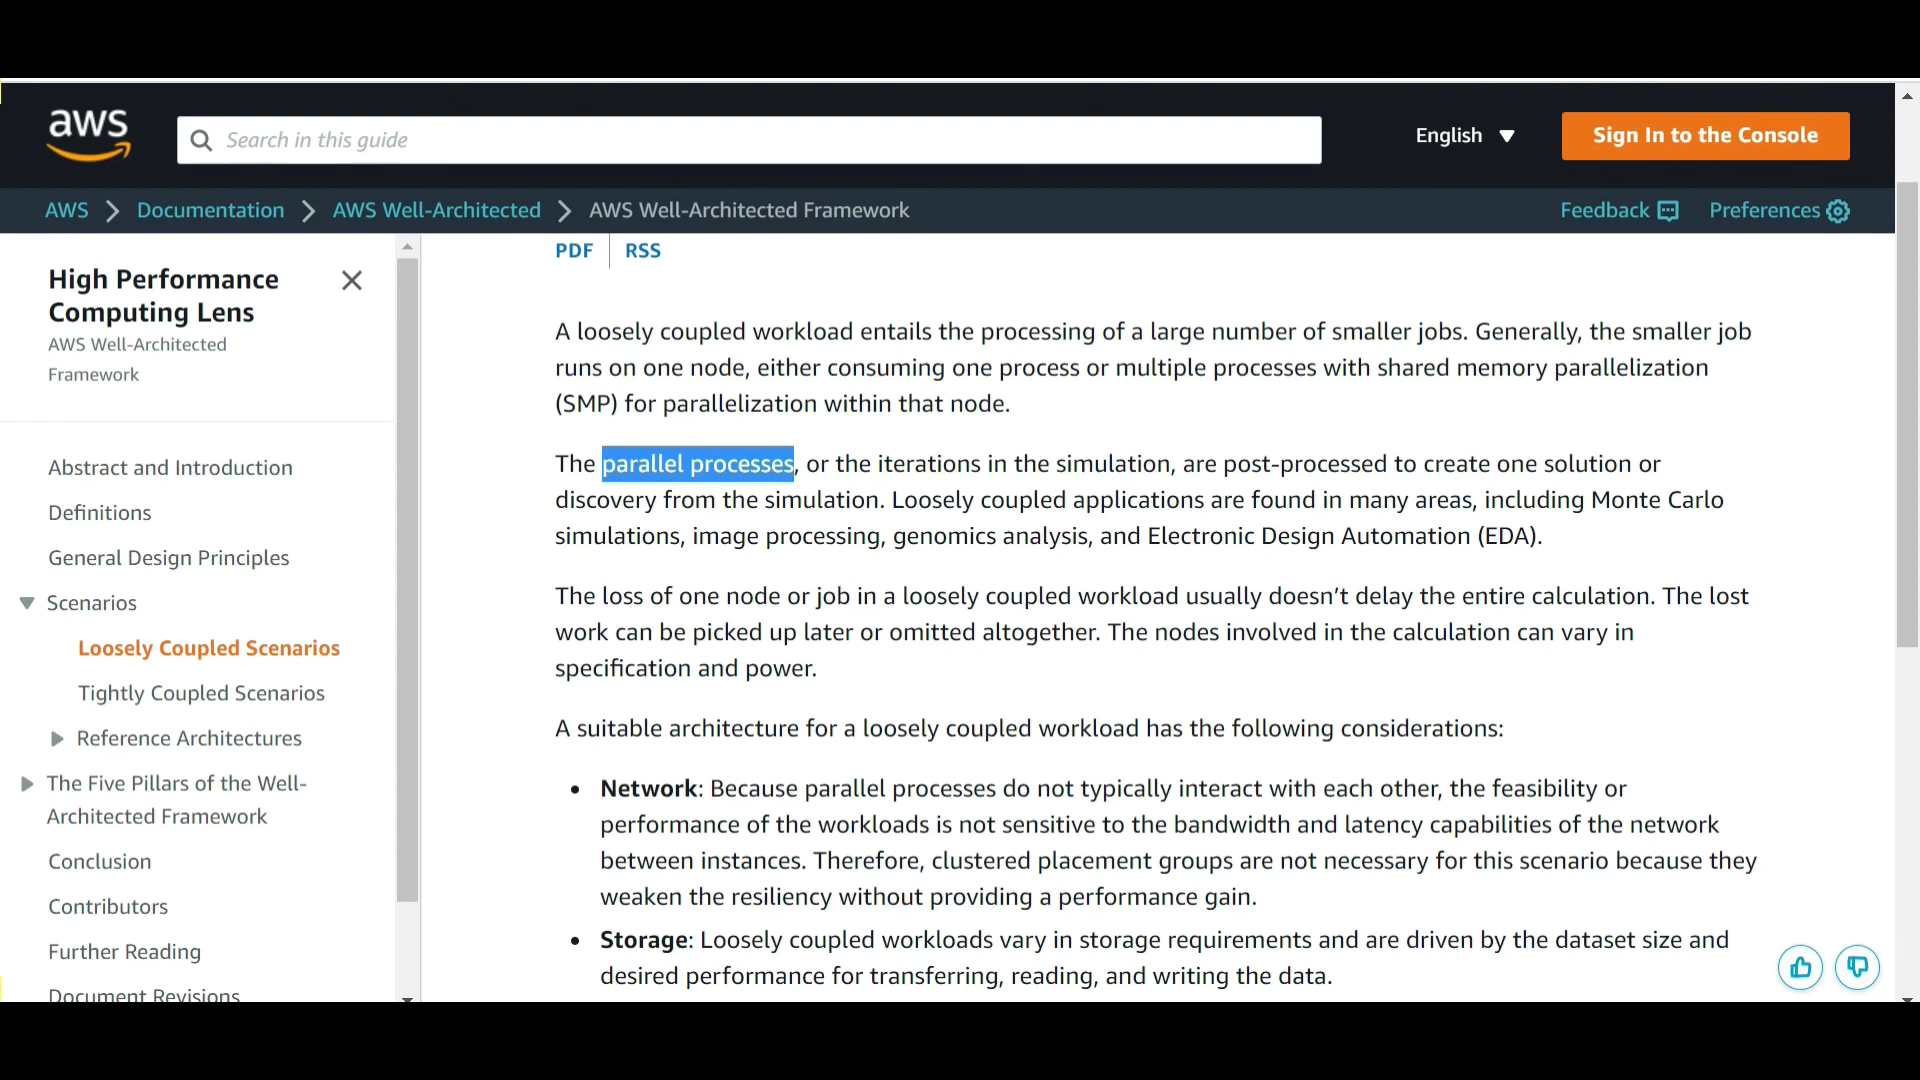 aws
Search in this guide
English
Sign In to the Console
AWS
Documentation
AWS Well-Architected
AWS Well-Architected Framework
Feedback
Preferences
High Performance
Computing Lens
AWS Well-Architected
Framework
Abstract and Introduction
Definitions
General Design Principles
Scenarios
Loosely Coupled Scenarios
Tightly Coupled Scenarios
Reference Architectures
The Five Pillars of the Well-
Architected Framework
Conclusion
Contributors
Further Reading
Document Revisions
PDF
RSS
A loosely coupled workload entails the processing of a large number of smaller jobs. Generally, the smaller job
runs on one node, either consuming one process or multiple processes with shared memory parallelization
(SMP) for parallelization within that node.
The parallel processes, or the iterations in the simulation, are post-processed to create one solution or
discovery from the simulation. Loosely coupled applications are found in many areas, including Monte Carlo
simulations, image processing, genomics analysis, and Electronic Design Automation (EDA).
The loss of one node or job in a loosely coupled workload usually doesn’t delay the entire calculation. The lost
work can be picked up later or omitted altogether. The nodes involved in the calculation can vary in
specification and power.
A suitable architecture for a loosely coupled workload has the following considerations:
• Network: Because parallel processes do not typically interact with each other, the feasibility or
performance of the workloads is not sensitive to the bandwidth and latency capabilities of the network
between instances. Therefore, clustered placement groups are not necessary for this scenario because they
weaken the resiliency without providing a performance gain.
• Storage: Loosely coupled workloads vary in storage requirements and are driven by the dataset size and
desired performance for transferring, reading, and writing the data.